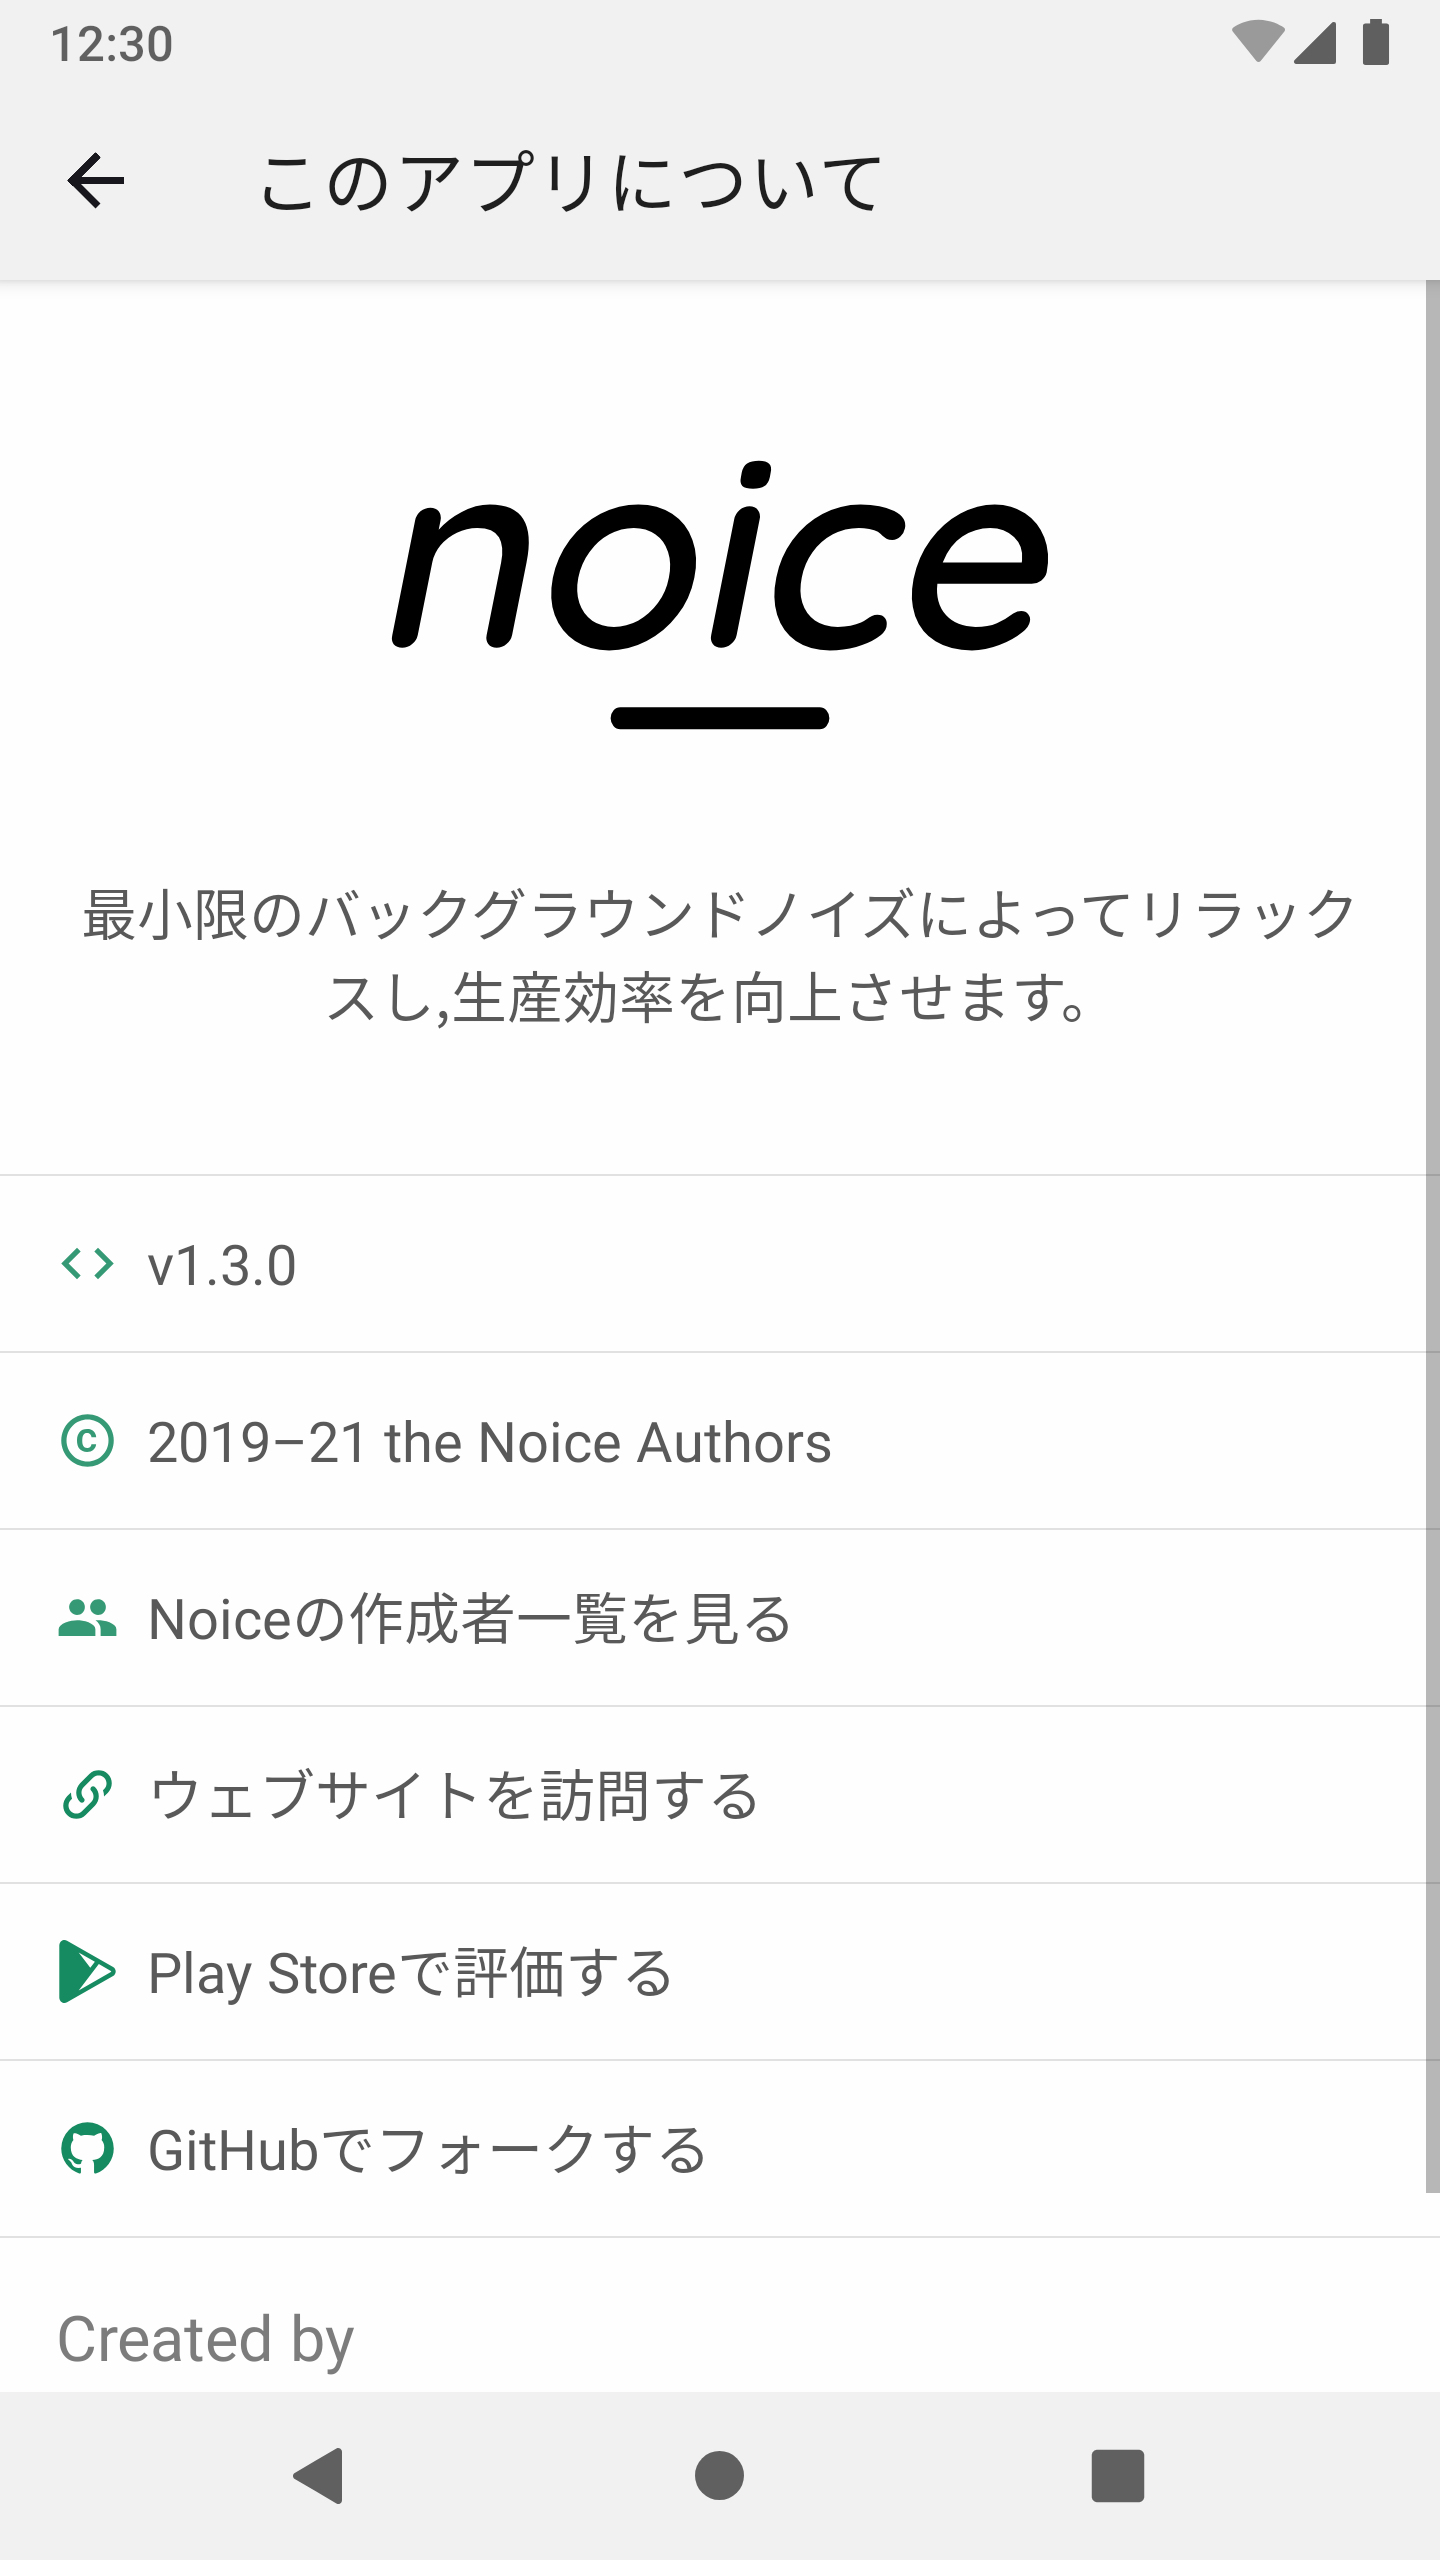 12:30
このアプリについて
noice
最小限のバックグラウンドノイズによってリラック
スし,生産効率を向上させます。
v1.3.0
2019–21 the Noice Authors
Noiceの作成者一覧を見る
ウェブサイトを訪問する
Play Storeで評価する
GitHubでフォークする
Created by